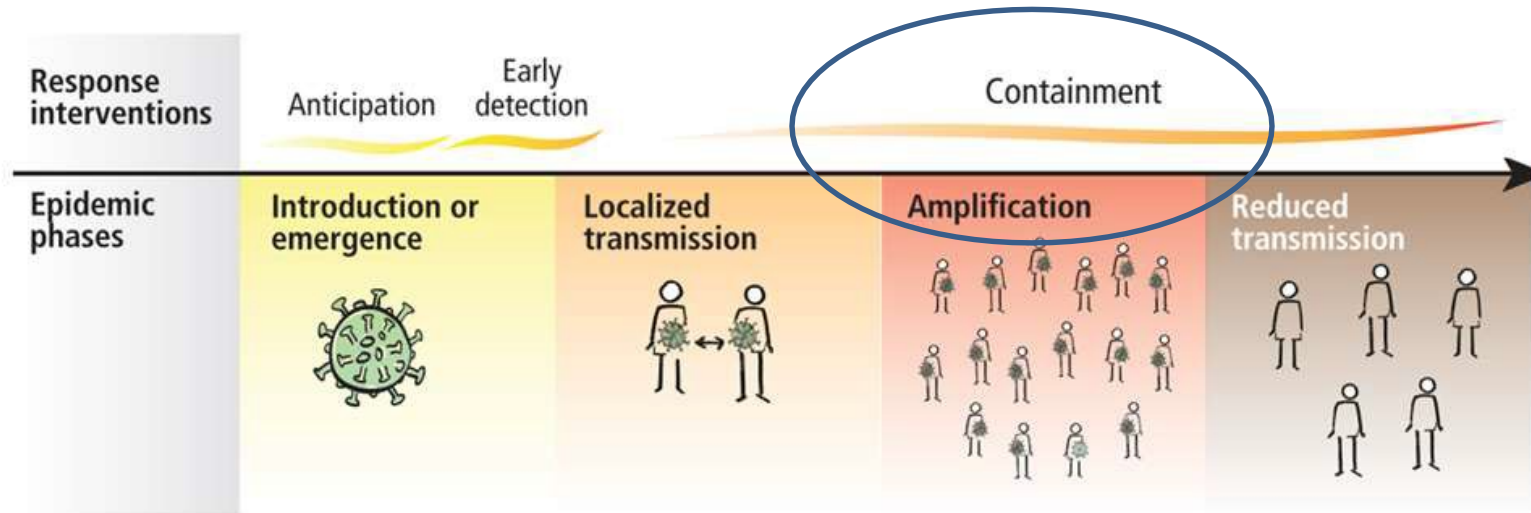 Response
interventions
Anticipation
Early
detection
Containment
Epidemic
phases
Introduction or
emergence
Localized
transmission
Amplification
Reduced
transmission